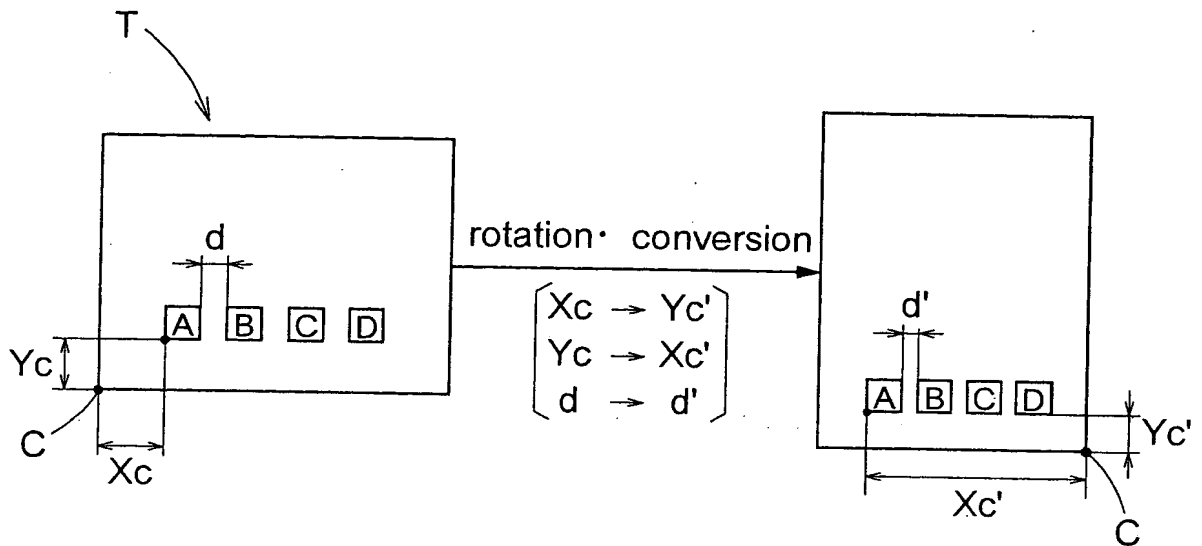 T
d
A B C D
Yc
C
Xc
rotation· conversion
Xc → Yc'
Yc → Xc'
d → d'
d'
A B C D
Yc'
Xc'
C